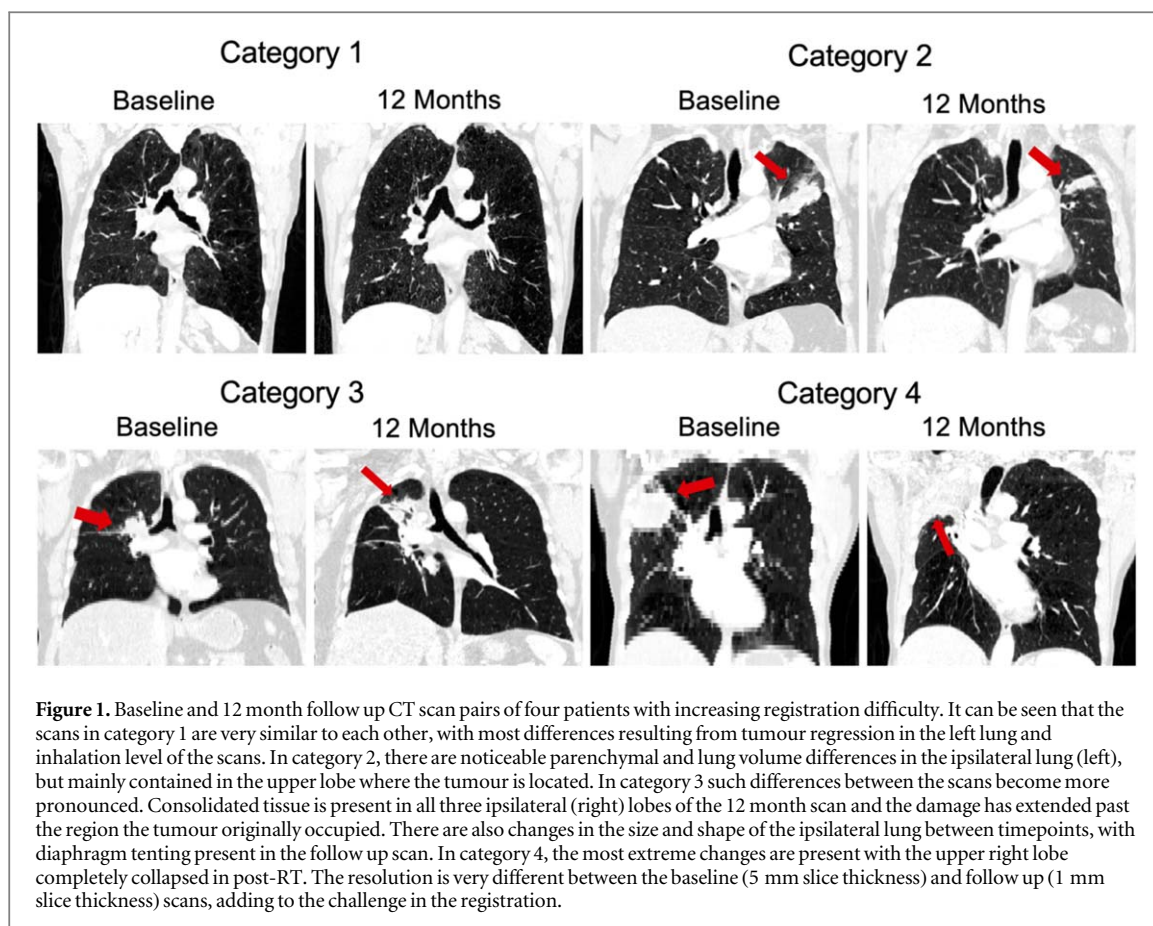 Category 1
Category 2
Baseline
12 Months
Baseline
12 Months
Category 3
Category 4
Baseline
12 Months
Baseline
12 Months
Figure 1. Baseline and 12 month follow up CT scan pairs of four patients with increasing registration difficulty. It can be seen that the
scans in category 1 are very similar to each other, with most differences resulting from tumour regression in the left lung and
inhalation level of the scans. In category 2, there are noticeable parenchymal and lung volume differences in the ipsilateral lung (left),
but mainly contained in the upper lobe where the tumour is located. In category 3 such differences between the scans become more
pronounced. Consolidated tissue is present in all three ipsilateral (right) lobes of the 12 month scan and the damage has extended past
the region the tumour originally occupied. There are also changes in the size and shape of the ipsilateral lung between timepoints, with
diaphragm tenting present in the follow up scan. In category 4, the most extreme changes are present with the upper right lobe
completely collapsed in post-RT. The resolution is very different between the baseline (5 mm slice thickness) and follow up (1 mm
slice thickness) scans, adding to the challenge in the registration.